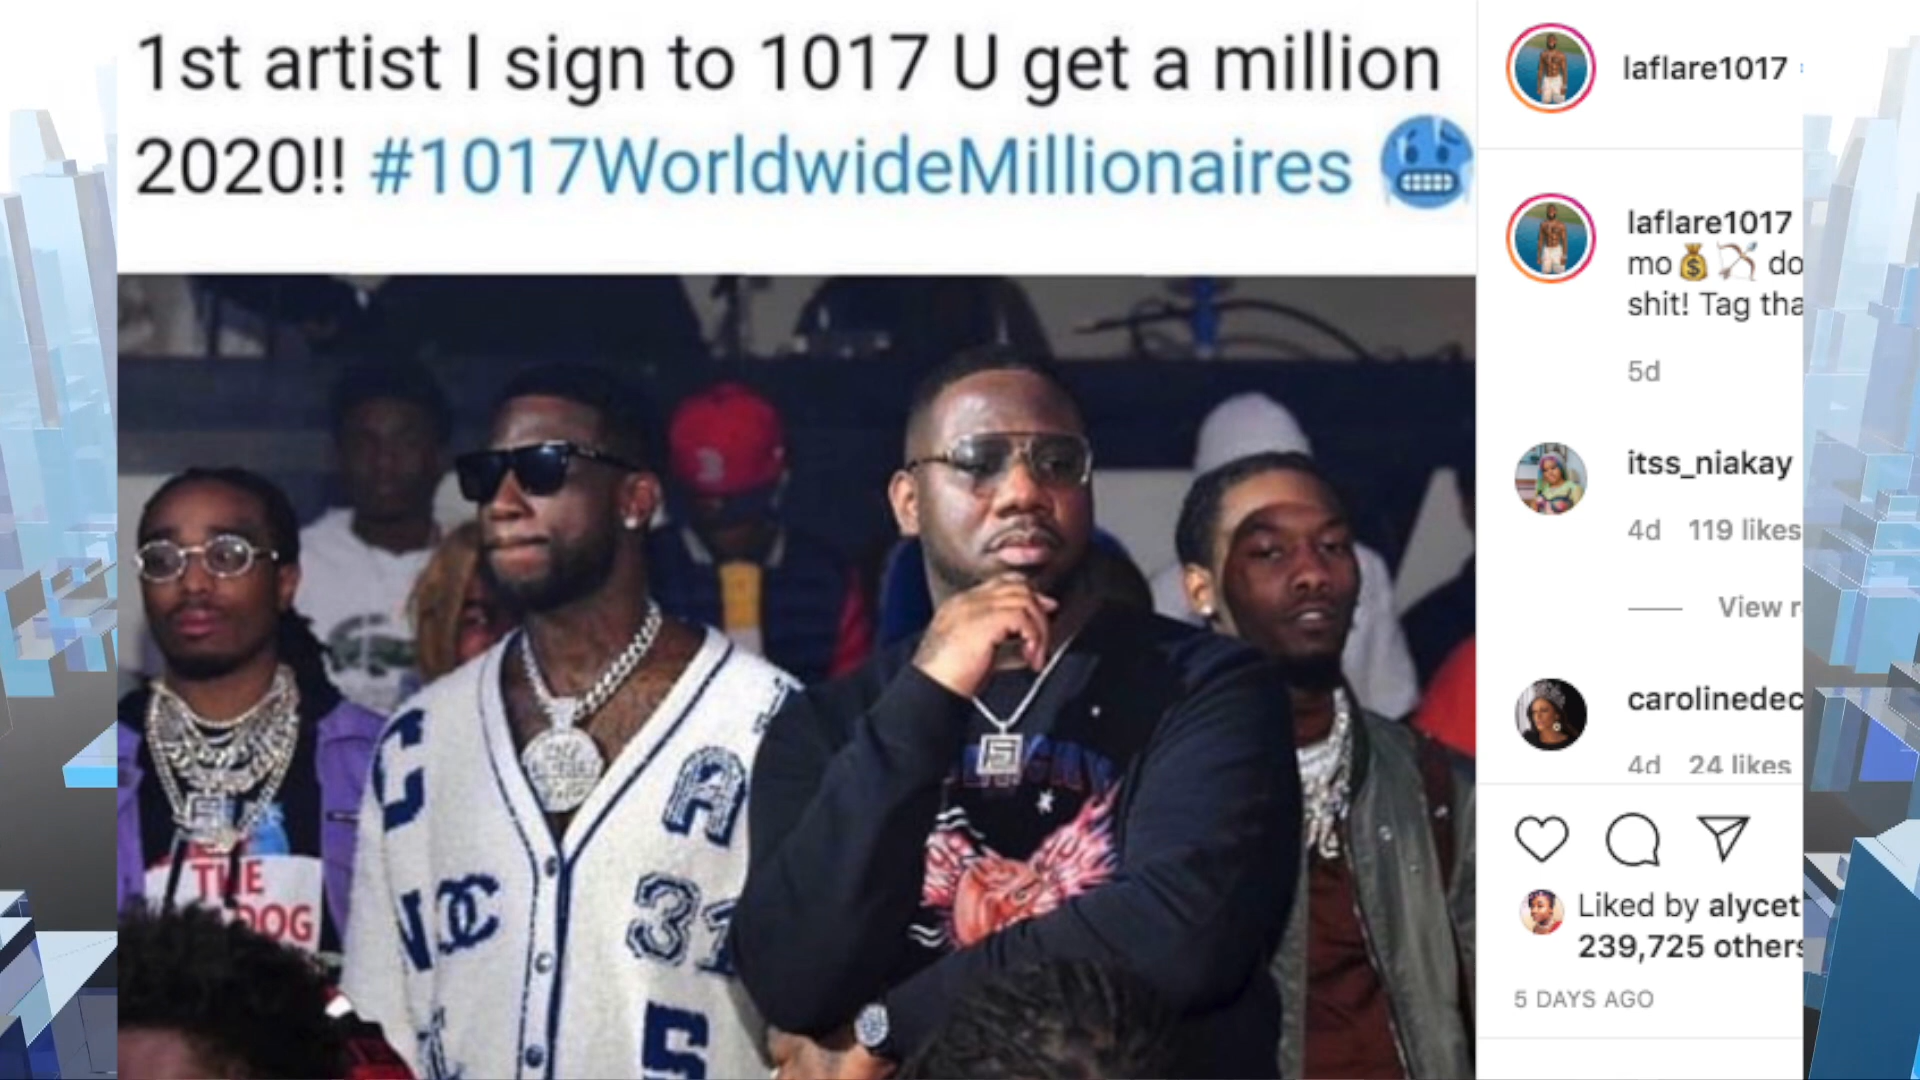 1st artist I sign to 1017 U get a million
2020!! #1017WorldwideMillionaires
laflare1017
laflare1017
mo do
shit! Tag tha
5d
itss_niakay
4d 119 likes
View r
carolinedec
4d 24 likes
Liked by alycet
239,725 others
5 DAYS AGO
C
A
31
S
THE
DOG
B